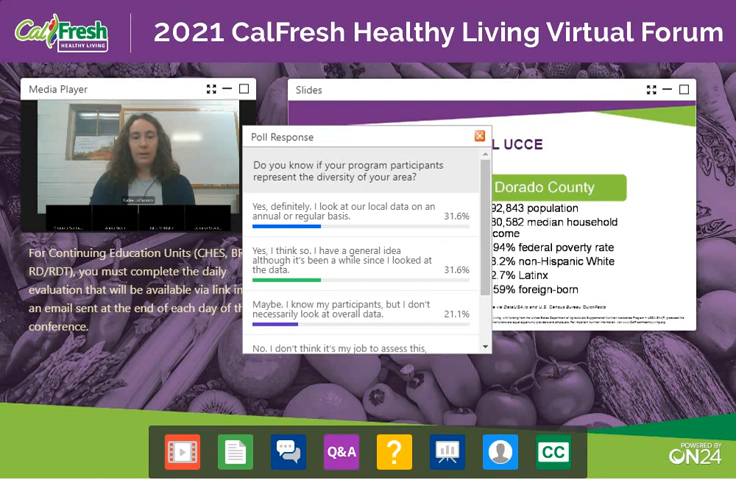 CalFresh
HEALTHY LIVING
2021 CalFresh Healthy Living Virtual Forum
Media Player
For Continuing Education Units (CHES,
RD/RDT), you must complete the daily
evaluation that will be available via link in
an email sent at the end of each day of th
conference.
Slides
L UCCE
Dorado County
92,843 population
80,582 median household
come
94% federal poverty rate
3.2% non-Hispanic White
2.7% Latinx
59% foreign-born
Poll Response
Do you know if your program participants
represent the diversity of your area?
Yes, definitely. I look at our local data on an
annual or regular basis.
31.6%
Yes, I think so. I have a general idea
although it's been a while since I looked at
the data.
31.6%
Maybe. I know my participants, but I don't
necessarily look at overall data.
21.1%
No. I don't think it's my job to assess this,
Q&A
?
CC
POWERED BY
ON24